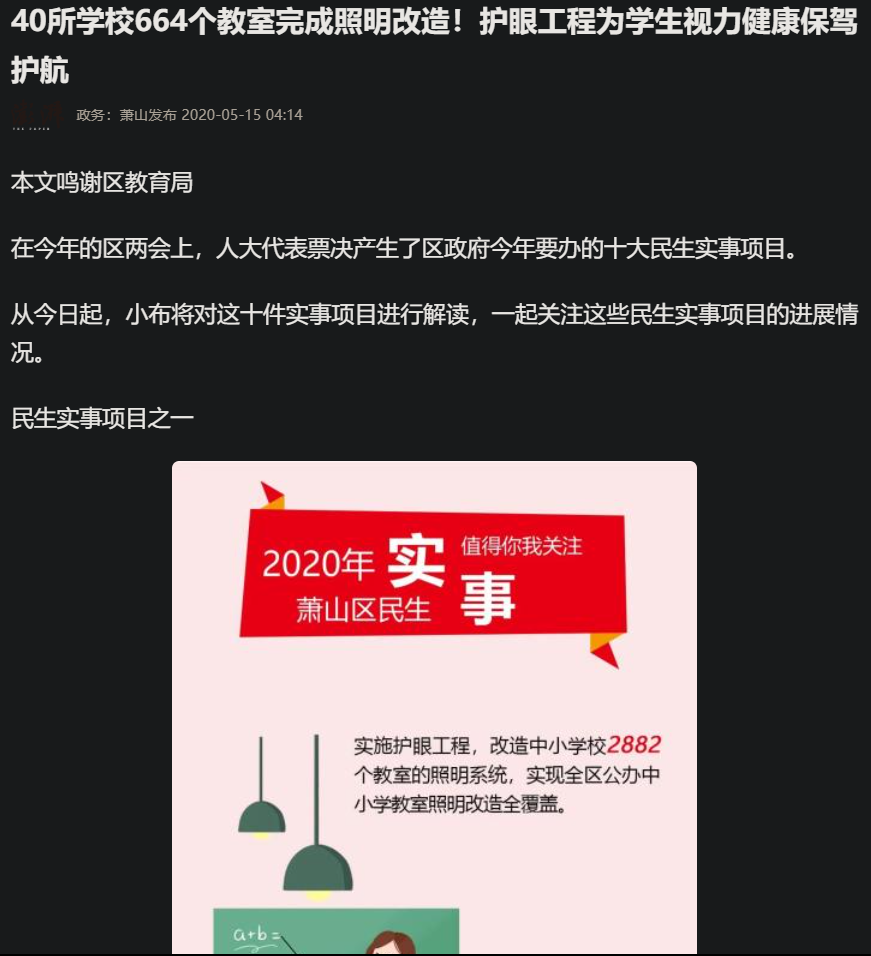 40所学校664个教室完成照明改造！护眼工程为学生视力健康保驾
护航
政务：萧山发布 2020-05-15 04:14
本文鸣谢区教育局
在今年的区两会上，人大代表票决产生了区政府今年要办的十大民生实事项目。
从今日起，小布将对这十件实事项目进行解读，一起关注这些民生实事项目的进展情
况。
民生实事项目之一
2020年 实 值得你我关注
萧山区民生 事
实施护眼工程，改造中小学校2882
个教室的照明系统，实现全区公办中
小学教室照明改造全覆盖。
a+b=